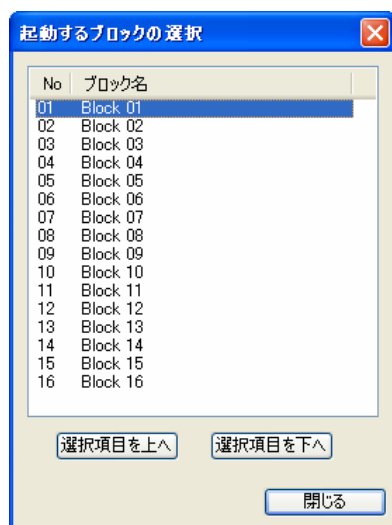 起動するブロックの選択
No ブロック名
01 Block 01
02 Block 02
03 Block 03
04 Block 04
05 Block 05
06 Block 06
07 Block 07
08 Block 08
09 Block 09
10 Block 10
11 Block 11
12 Block 12
13 Block 13
14 Block 14
15 Block 15
16 Block 16
選択項目を上へ 選択項目を下へ
閉じる